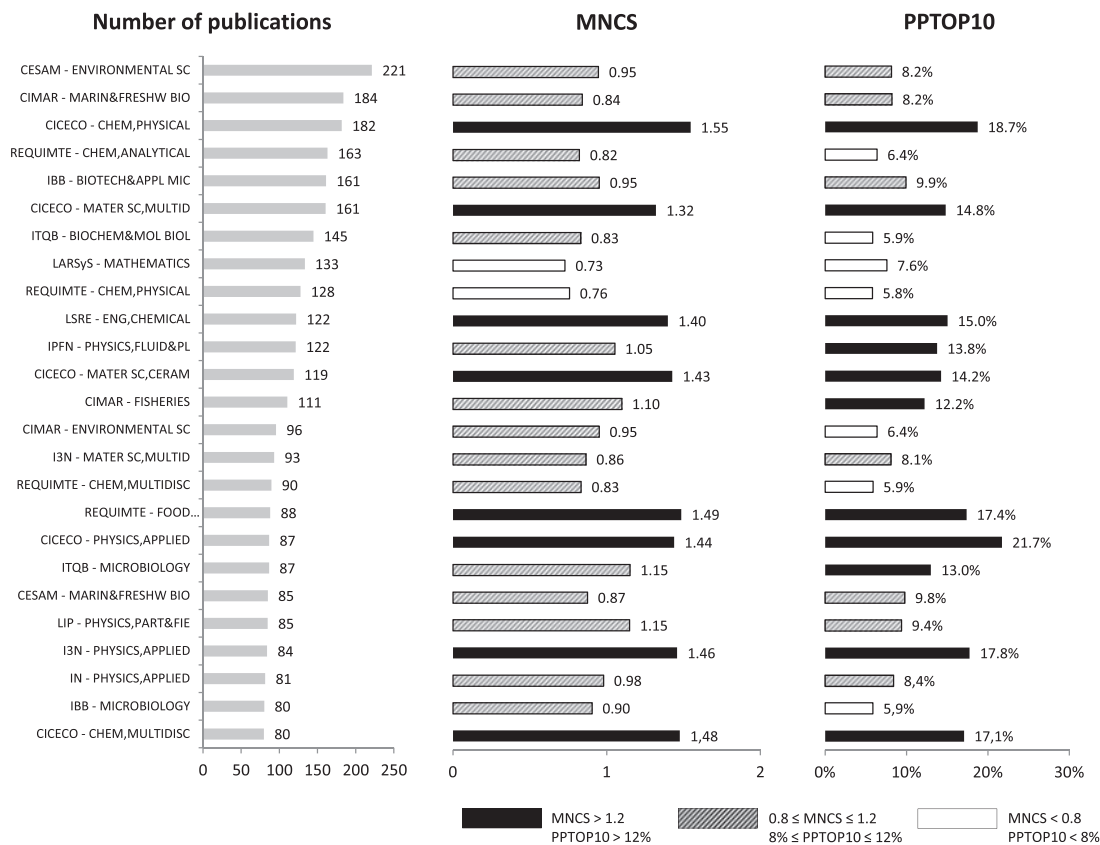 Number of publications MNCS PPTOP10
CESAM - ENVIRONMENTAL SC 221 0.95 8.2%
CIMAR - MARIN&FRESHW BIO 184 0.84 8.2%
CICECO - CHEM,PHYSICAL 182 1.55 18.7%
REQUIMTE - CHEM,ANALYTICAL 163 0.82 6.4%
IBB - BIOTECH&APPL MIC 161 0.95 9.9%
CICECO - MATER SC,MULTID 161 1.32 14.8%
ITQB - BIOCHEM&MOL BIOL 145 0.83 5.9%
LARSyS - MATHEMATICS 133 0.73 7.6%
REQUIMTE - CHEM,PHYSICAL 128 0.76 5.8%
LSRE - ENG,CHEMICAL 122 1.40 15.0%
IPFN - PHYSICS,FLUID&PL 122 1.05 13.8%
CICECO - MATER SC,CERAM 119 1.43 14.2%
CIMAR - FISHERIES 111 1.10 12.2%
CIMAR - ENVIRONMENTAL SC 96 0.95 6.4%
I3N - MATER SC,MULTID 93 0.86 8.1%
REQUIMTE - CHEM,MULTIDISC 90 0.83 5.9%
REQUIMTE - FOOD... 88 1.49 17.4%
CICECO - PHYSICS,APPLIED 87 1.44 21.7%
ITQB - MICROBIOLOGY 87 1.15 13.0%
CESAM - MARIN&FRESHW BIO 85 0.87 9.8%
LIP - PHYSICS,PART&FIE 85 1.15 9.4%
I3N - PHYSICS,APPLIED 84 1.46 17.8%
IN - PHYSICS,APPLIED 81 0.98 8,4%
IBB - MICROBIOLOGY 80 0.90 5,9%
CICECO - CHEM,MULTIDISC 80 1,48 17,1%
0 50 100 150 200 250 0 1 2 0% 10% 20% 30%
MNCS > 1.2 0.8 ≤ MNCS ≤ 1.2 MNCS < 0.8
PPTOP10 > 12% 8% ≤ PPTOP10 ≤ 12% PPTOP10 < 8%